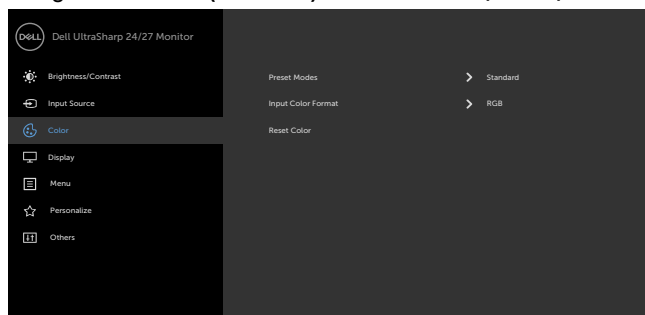 DELL Dell UltraSharp 24/27 Monitor
Brightness/Contrast
Preset Modes Standard
Input Source
Input Color Format RGB
Color
Reset Color
Display
Menu
Personalize
Others